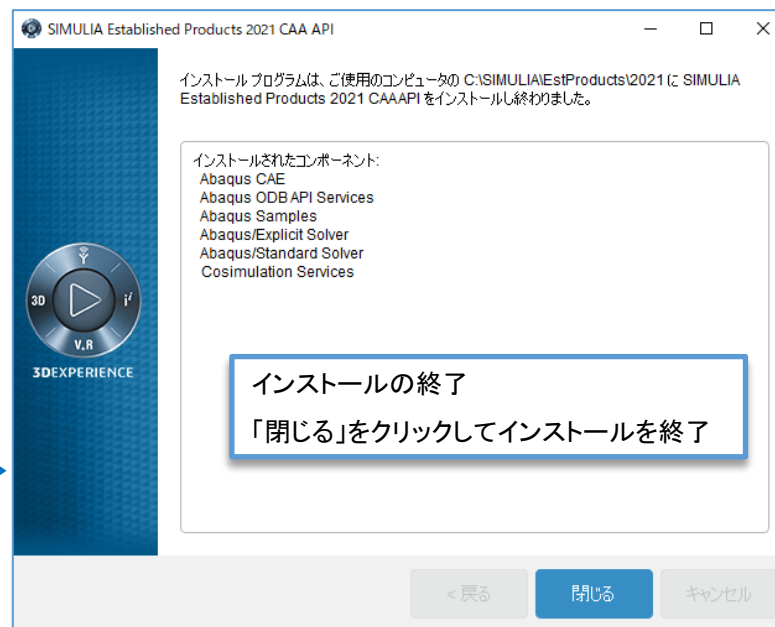 SIMULIA Established Products 2021 CAA API
インストール プログラムは、ご使用のコンピュータの C:\SIMULIA\EstProducts\2021 に SIMULIA
Established Products 2021 CAAAPI をインストールし終わりました。
インストールされたコンポーネント:
Abaqus CAE
Abaqus ODB API Services
Abaqus Samples
Abaqus/Explicit Solver
Abaqus/Standard Solver
Cosimulation Services
3D
i²
V.R
3DEXPERIENCE
インストールの終了
「閉じる」をクリックしてインストールを終了
< 戻る
閉じる
キャンセル